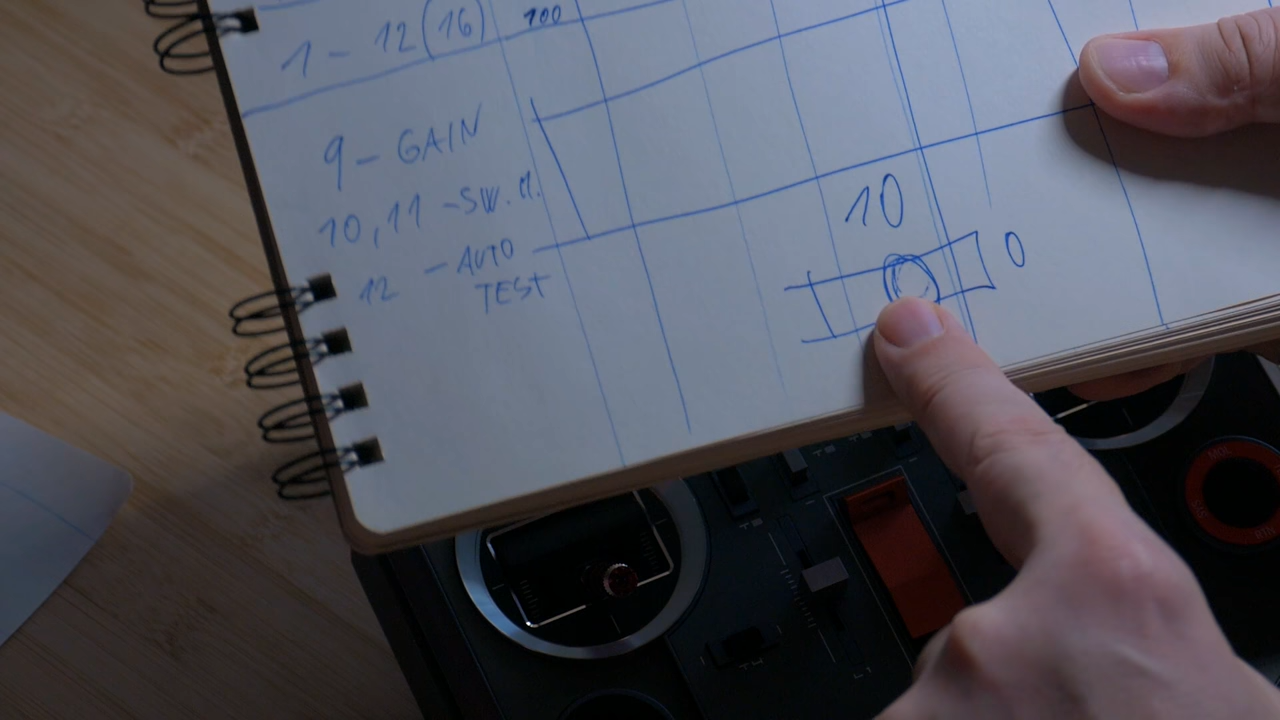 1 - 12 (16) 100
9 - GAIN
10, 11 - SW. M.
12 - AUTO
TEST
10
0